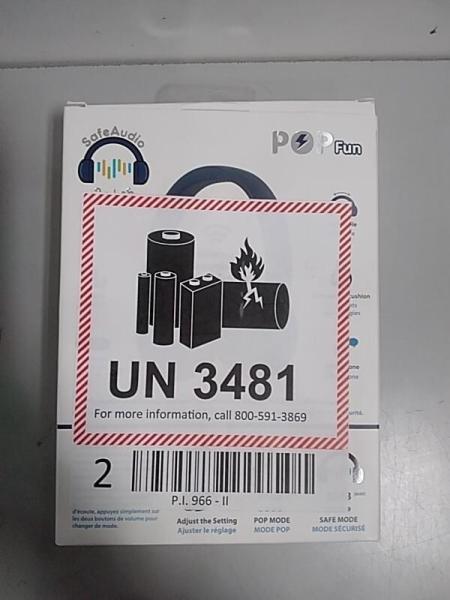 SafeAudio
POP Fun
ushion
UN 3481
For more information, call 800-591-3869
2
P.I. 966 - II
d'écoute, appuyez simplement sur
les deux boutons de volume pour
changer de mode.
Adjust the Setting
Ajuster le réglage
POP MODE
MODE POP
SAFE MODE
MODE SÉCURISÉ